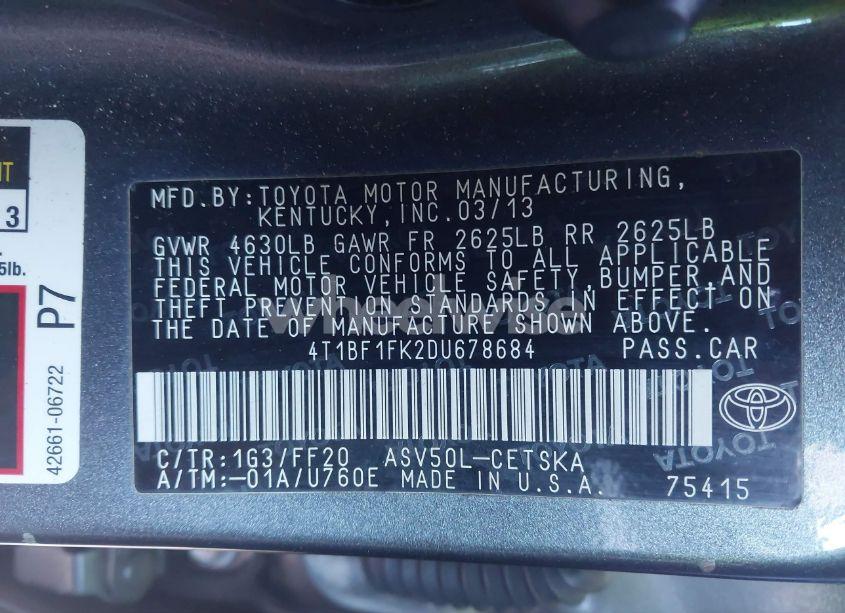 MFD.BY:TOYOTA MOTOR MANUFACTURING,
KENTUCKY,INC.03/13
GVWR 4630LB GAWR FR 2625LB RR 2625LB
THIS VEHICLE CONFORMS TO ALL APPLICABLE
FEDERAL MOTOR VEHICLE SAFETY,BUMPER,AND
THEFT PREVENTION STANDARDS IN EFFECT ON
THE DATE OF MANUFACTURE SHOWN ABOVE.
4T1BF1FK2DU678684 PASS.CAR
C/TR:1G3/FF20 ASV50L-CETSKA
A/TM:-01A/U760E MADE IN U.S.A. 75415
3
5lb.
P7
42661-06722
TOYOTA